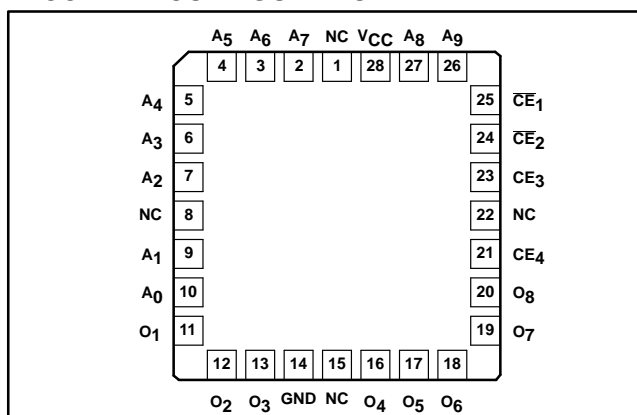 A5 A6 A7 NC VCC A8 A9
4 3 2 1 28 27 26
A4 5 25 C̅E̅1
A3 6 24 C̅E̅2
A2 7 23 CE3
NC 8 22 NC
A1 9 21 CE4
A0 10 20 O8
O1 11 19 O7
12 13 14 15 16 17 18
O2 O3 GND NC O4 O5 O6